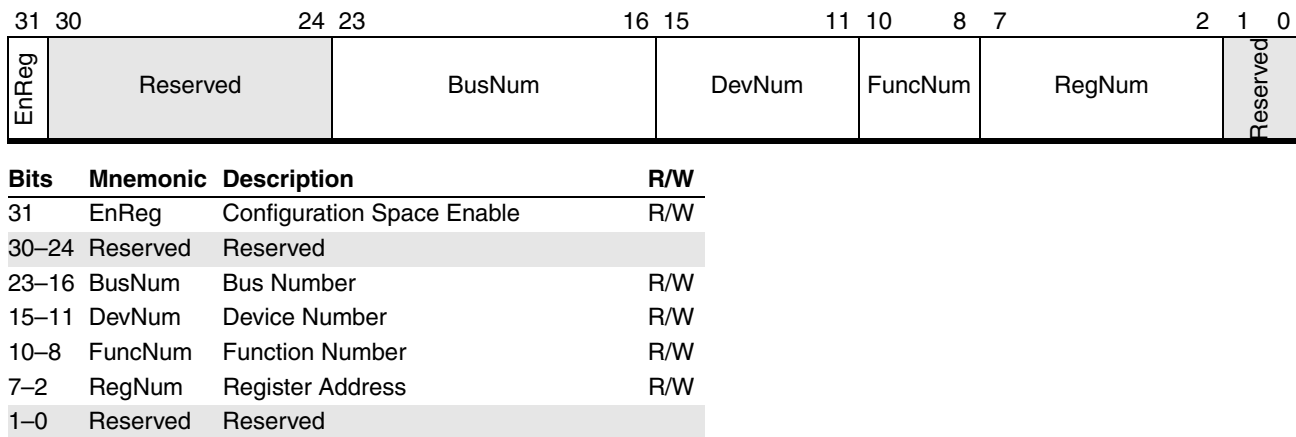 31 30 24 23 16 15 11 10 8 7 2 1 0
EnReg Reserved BusNum DevNum FuncNum RegNum Reserved
Bits Mnemonic Description R/W
31 EnReg Configuration Space Enable R/W
30–24 Reserved Reserved
23–16 BusNum Bus Number R/W
15–11 DevNum Device Number R/W
10–8 FuncNum Function Number R/W
7–2 RegNum Register Address R/W
1–0 Reserved Reserved